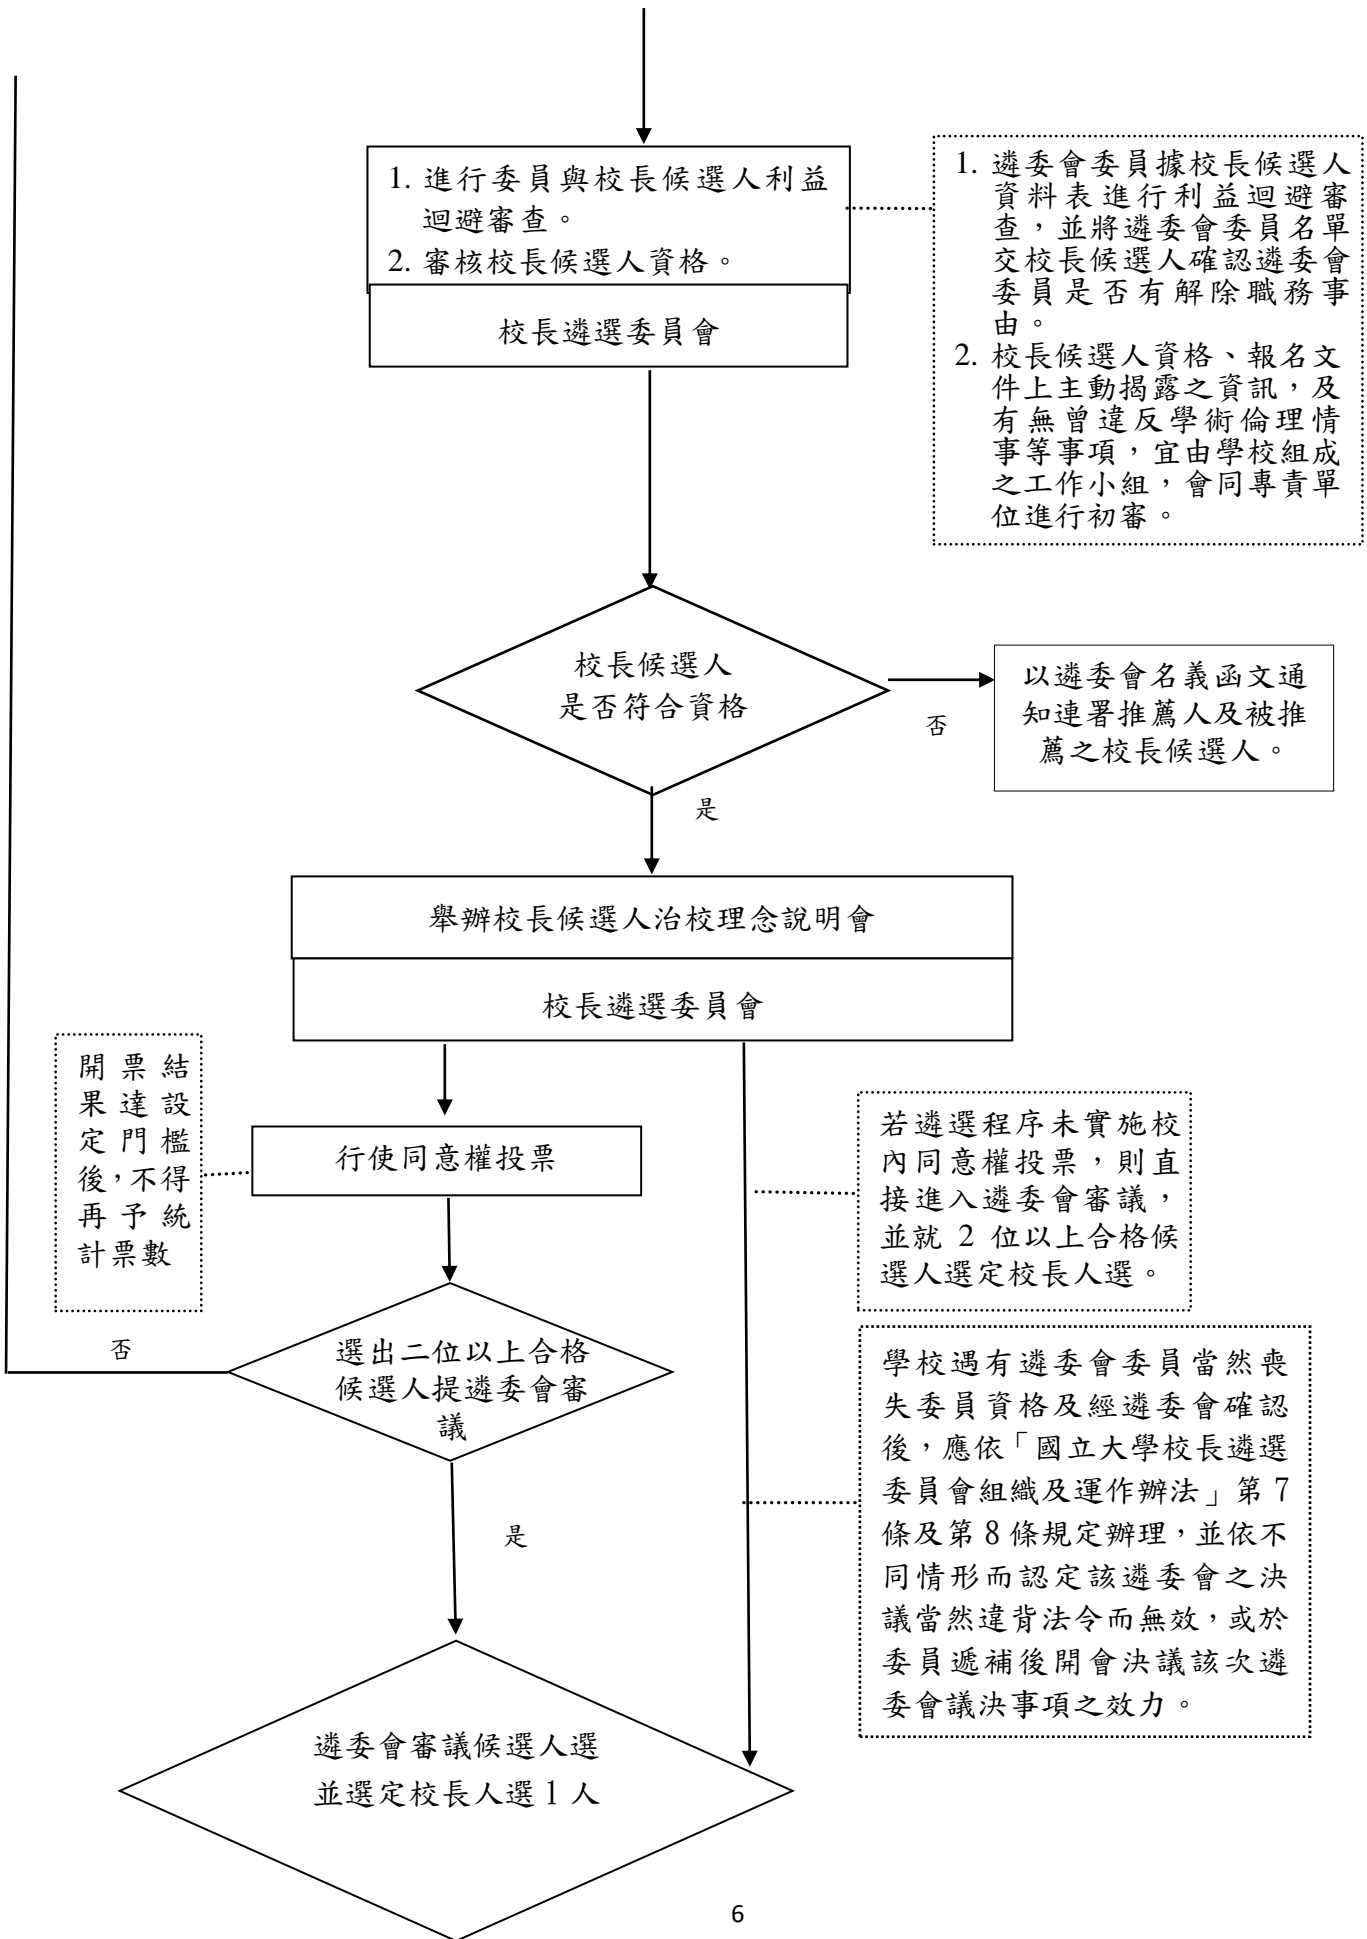 1. 進行委員與校長候選人利益
迴避審查。
2. 審核校長候選人資格。
校長遴選委員會
1. 遴委會委員據校長候選人
資料表進行利益迴避審
查，並將遴委會委員名單
交校長候選人確認遴委會
委員是否有解除職務事
由。
2. 校長候選人資格、報名文
件上主動揭露之資訊，及
有無曾違反學術倫理情
事等事項，宜由學校組成
之工作小組，會同專責單
位進行初審。
校長候選人
是否符合資格
否
以遴委會名義函文通
知連署推薦人及被推
薦之校長候選人。
是
舉辦校長候選人治校理念說明會
校長遴選委員會
開票結
果達設
定門檻
後，不得
再予統
計票數
行使同意權投票
若遴選程序未實施校
內同意權投票，則直
接進入遴委會審議，
並就 2 位以上合格候
選人選定校長人選。
否
選出二位以上合格
候選人提遴委會審
議
學校遇有遴委會委員當然喪
失委員資格及經遴委會確認
後，應依「國立大學校長遴選
委員會組織及運作辦法」第 7
條及第 8 條規定辦理，並依不
同情形而認定該遴委會之決
議當然違背法令而無效，或於
委員遞補後開會決議該次遴
委會議決事項之效力。
是
遴委會審議候選人選
並選定校長人選 1 人
6